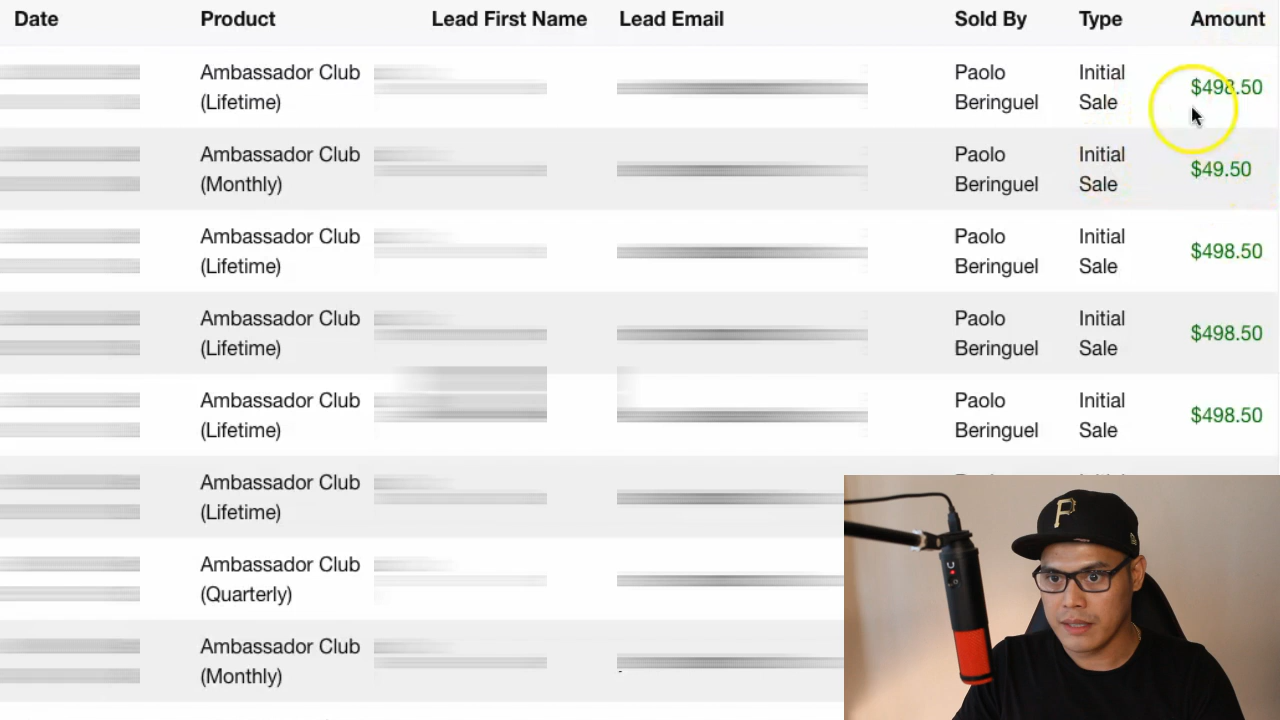 Date Product Lead First Name Lead Email Sold By Type Amount
Ambassador Club Paolo Initial $498.50
(Lifetime) Beringuel Sale
Ambassador Club Paolo Initial $49.50
(Monthly) Beringuel Sale
Ambassador Club Paolo Initial $498.50
(Lifetime) Beringuel Sale
Ambassador Club Paolo Initial $498.50
(Lifetime) Beringuel Sale
Ambassador Club Paolo Initial $498.50
(Lifetime) Beringuel Sale
Ambassador Club
(Lifetime)
Ambassador Club
(Quarterly)
Ambassador Club
(Monthly)
P